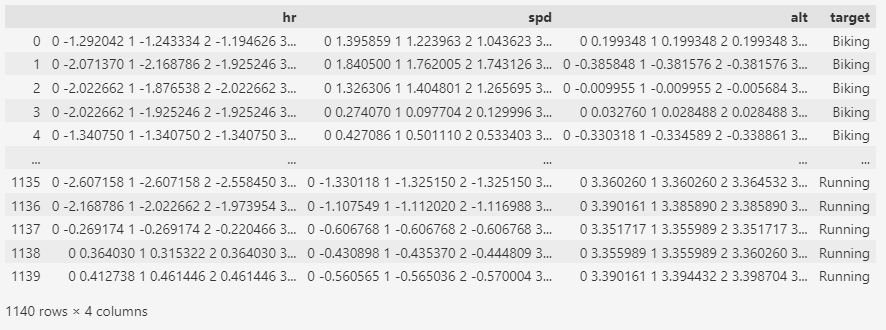 hr spd alt target
0 0 -1.292042 1 -1.243334 2 -1.194626 3... 0 1.395859 1 1.223963 2 1.043623 3... 0 0.199348 1 0.199348 2 0.199348 3... Biking
1 0 -2.071370 1 -2.168786 2 -1.925246 3... 0 1.840500 1 1.762005 2 1.743126 3... 0 -0.385848 1 -0.381576 2 -0.381576 3... Biking
2 0 -2.022662 1 -1.876538 2 -2.022662 3... 0 1.326306 1 1.404801 2 1.265695 3... 0 -0.009955 1 -0.009955 2 -0.005684 3... Biking
3 0 -2.022662 1 -1.925246 2 -1.925246 3... 0 0.274070 1 0.097704 2 0.129996 3... 0 0.032760 1 0.028488 2 0.028488 3... Biking
4 0 -1.340750 1 -1.340750 2 -1.340750 3... 0 0.427086 1 0.501110 2 0.533403 3... 0 -0.330318 1 -0.334589 2 -0.338861 3... Biking
... ... ... ... ...
1135 0 -2.607158 1 -2.607158 2 -2.558450 3... 0 -1.330118 1 -1.325150 2 -1.325150 3... 0 3.360260 1 3.360260 2 3.364532 3... Running
1136 0 -2.168786 1 -2.022662 2 -1.973954 3... 0 -1.107549 1 -1.112020 2 -1.116988 3... 0 3.390161 1 3.385890 2 3.385890 3... Running
1137 0 -0.269174 1 -0.269174 2 -0.220466 3... 0 -0.606768 1 -0.606768 2 -0.606768 3... 0 3.351717 1 3.355989 2 3.351717 3... Running
1138 0 0.364030 1 0.315322 2 0.364030 3... 0 -0.430898 1 -0.435370 2 -0.444809 3... 0 3.355989 1 3.355989 2 3.360260 3... Running
1139 0 0.412738 1 0.461446 2 0.461446 3... 0 -0.560565 1 -0.565036 2 -0.570004 3... 0 3.390161 1 3.394432 2 3.398704 3... Running
1140 rows × 4 columns